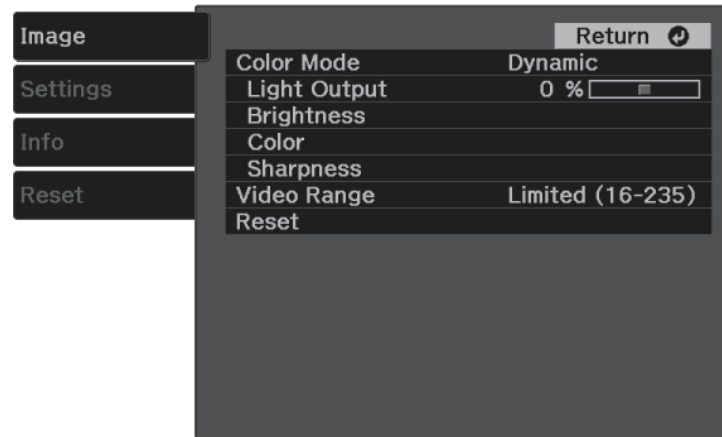 Image
Settings
Info
Reset
Return
Color Mode Dynamic
Light Output 0 %
Brightness
Color
Sharpness
Video Range Limited (16-235)
Reset